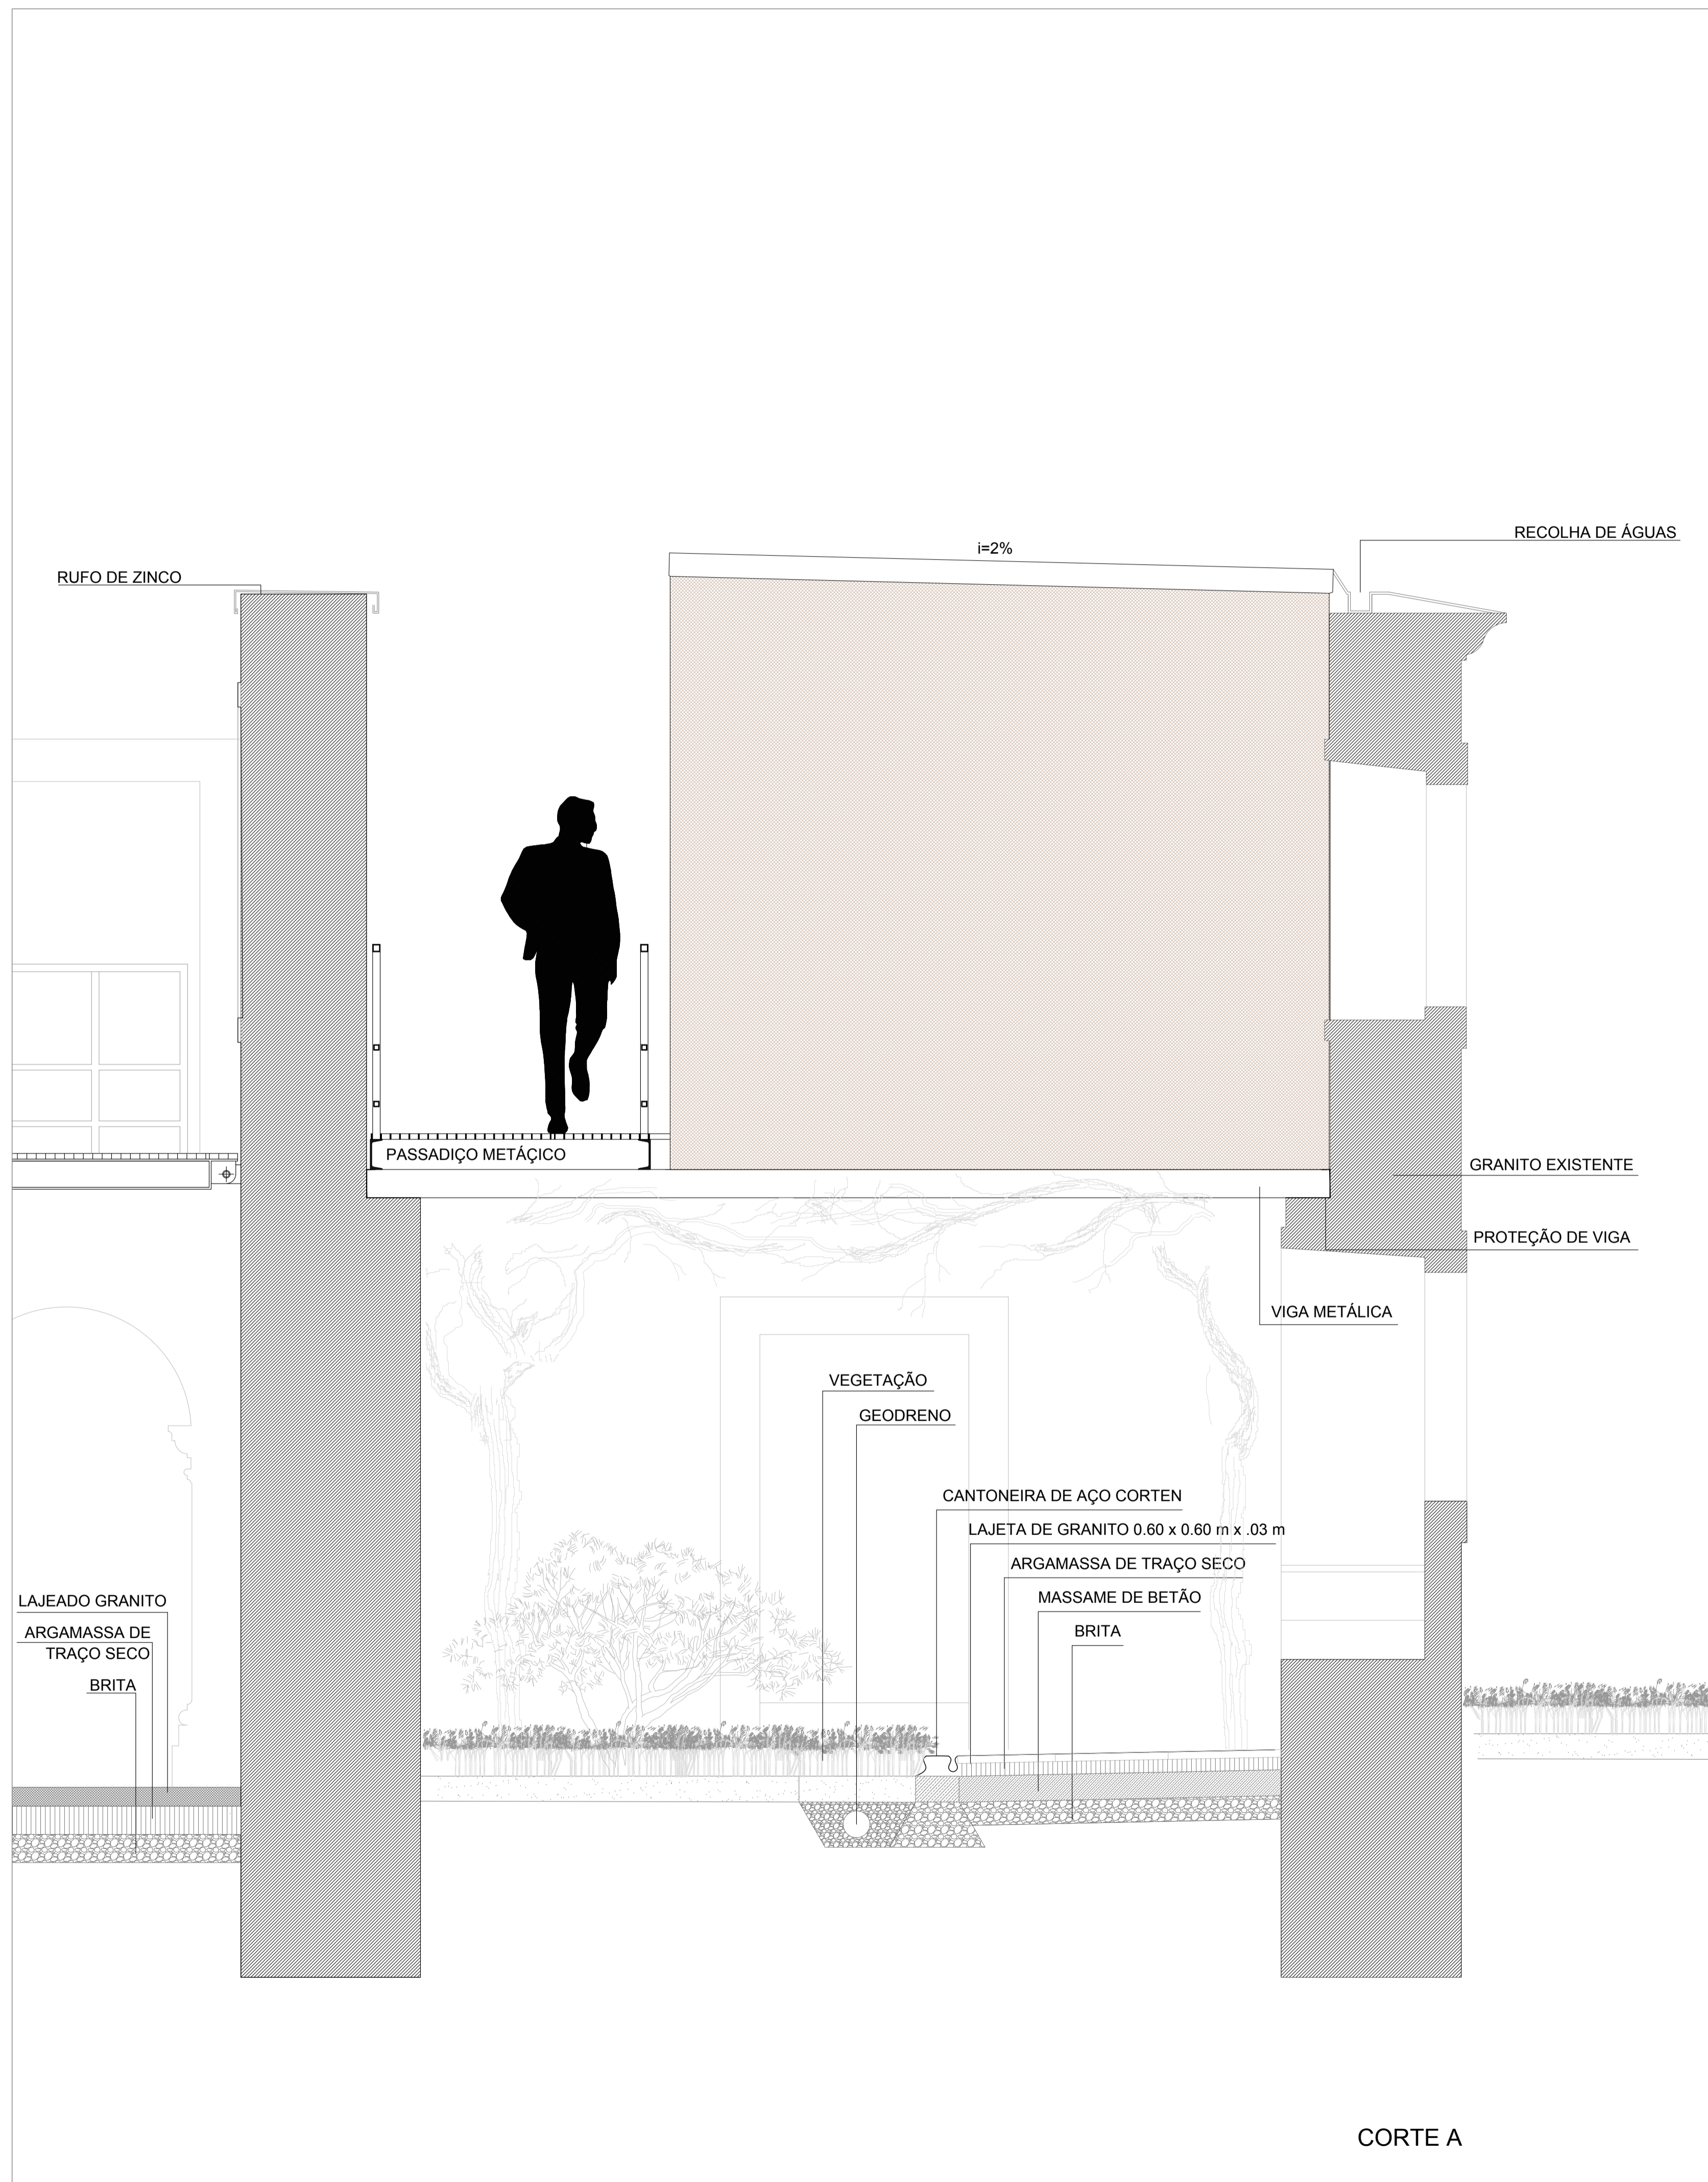 i=2%
RECOLHA DE ÁGUAS
RUFO DE ZINCO
PASSADIÇO METÁÇICO
GRANITO EXISTENTE
PROTEÇÃO DE VIGA
VIGA METÁLICA
VEGETAÇÃO
GEODRENO
CANTONEIRA DE AÇO CORTEN
LAJETA DE GRANITO 0.60 x 0.60 m x .03 m
ARGAMASSA DE TRAÇO SECO
MASSAME DE BETÃO
BRITA
LAJEADO GRANITO
ARGAMASSA DE
TRAÇO SECO
BRITA
CORTE A